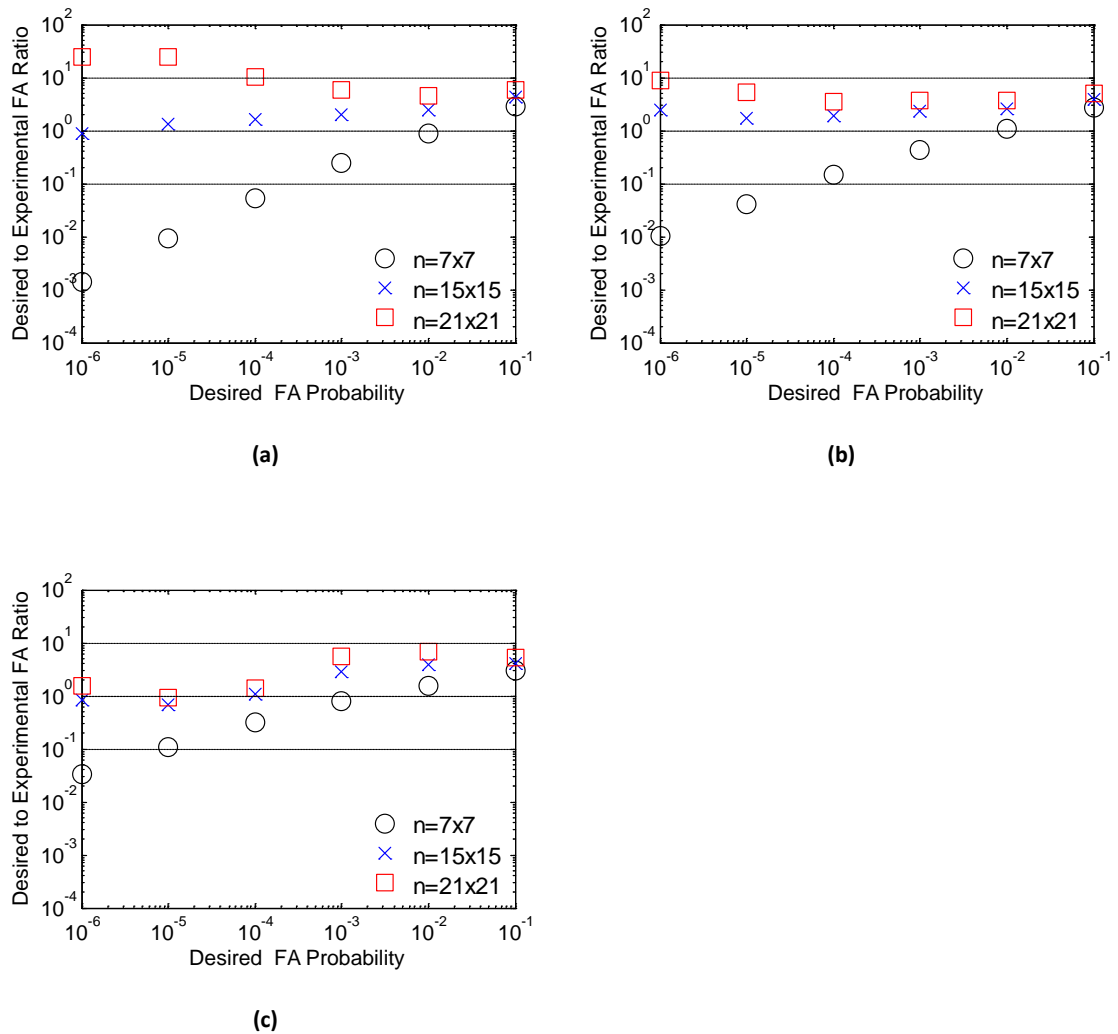 Desired to Experimental FA Ratio
10^2
10^1
10^0
10^-1
10^-2
10^-3
10^-4
n=7x7
n=15x15
n=21x21
10^-6 10^-5 10^-4 10^-3 10^-2 10^-1
Desired FA Probability
(a)
Desired to Experimental FA Ratio
10^2
10^1
10^0
10^-1
10^-2
10^-3
10^-4
n=7x7
n=15x15
n=21x21
10^-6 10^-5 10^-4 10^-3 10^-2 10^-1
Desired FA Probability
(b)
Desired to Experimental FA Ratio
10^2
10^1
10^0
10^-1
10^-2
10^-3
10^-4
n=7x7
n=15x15
n=21x21
10^-6 10^-5 10^-4 10^-3 10^-2 10^-1
Desired FA Probability
(c)